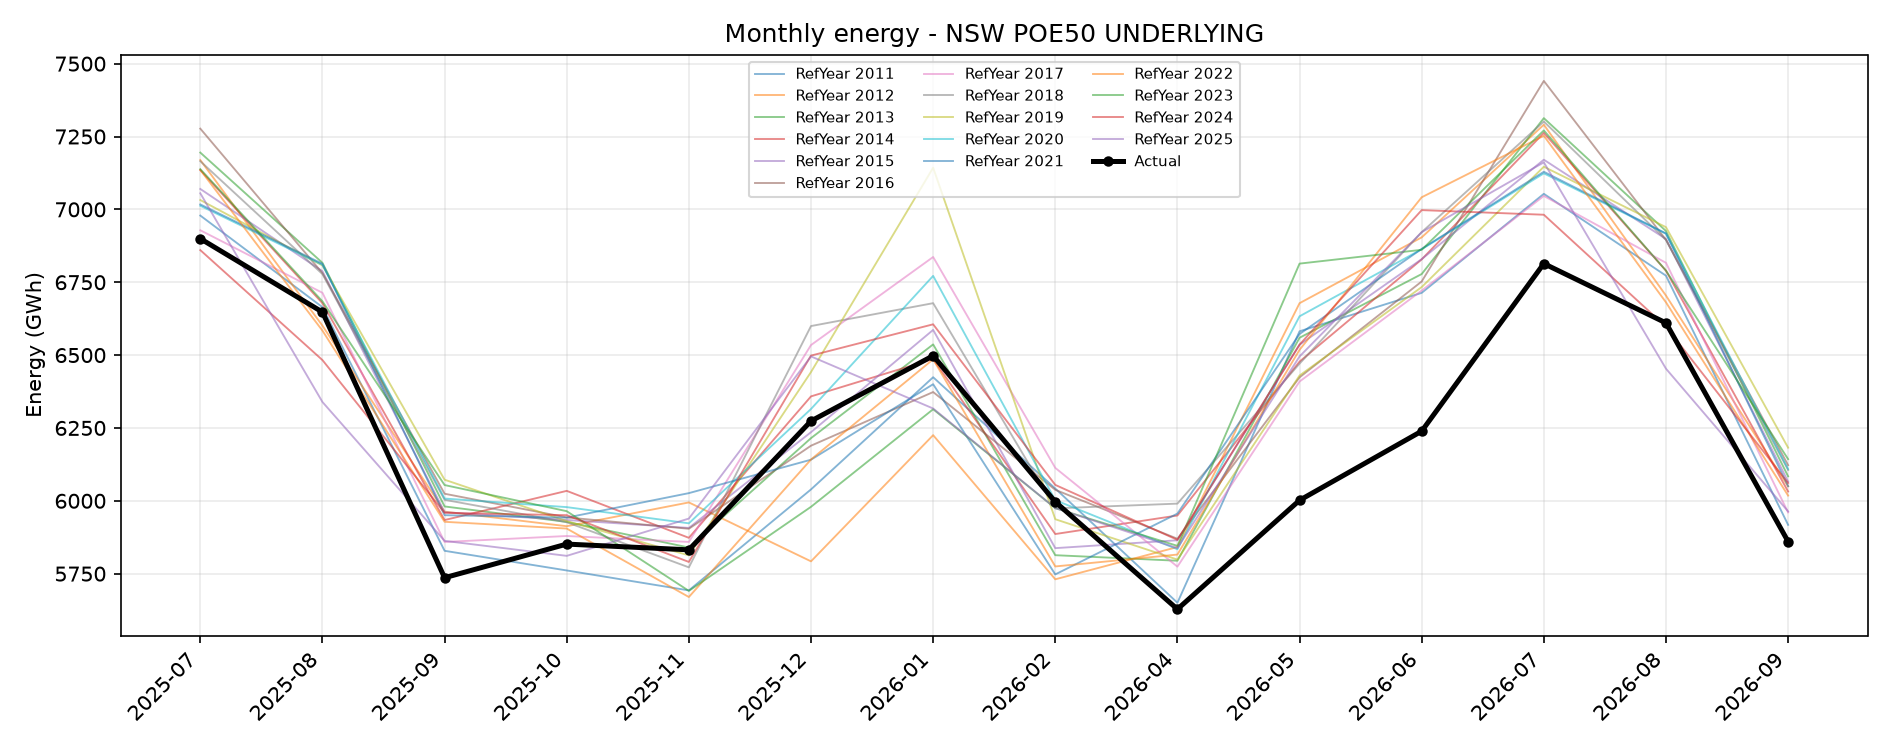 Monthly energy - NSW POE50 UNDERLYING
Energy (GWh)
7500
7250
7000
6750
6500
6250
6000
5750
RefYear 2011
RefYear 2012
RefYear 2013
RefYear 2014
RefYear 2015
RefYear 2016
RefYear 2017
RefYear 2018
RefYear 2019
RefYear 2020
RefYear 2021
RefYear 2022
RefYear 2023
RefYear 2024
RefYear 2025
Actual
2025-07
2025-08
2025-09
2025-10
2025-11
2025-12
2026-01
2026-02
2026-04
2026-05
2026-06
2026-07
2026-08
2026-09